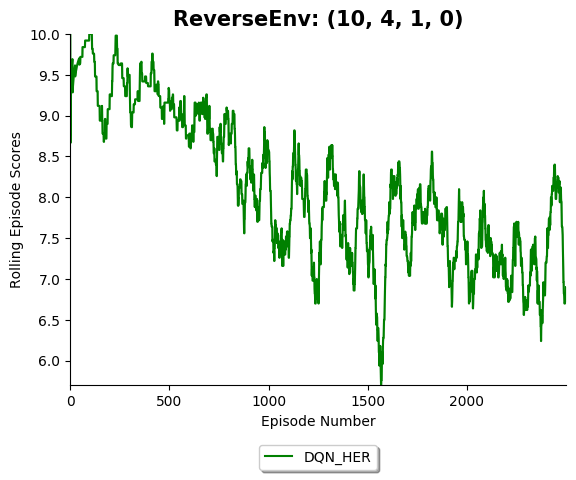 ReverseEnv: (10, 4, 1, 0)
Rolling Episode Scores
10.0
9.5
9.0
8.5
8.0
7.5
7.0
6.5
6.0
0 500 1000 1500 2000
Episode Number
DQN_HER